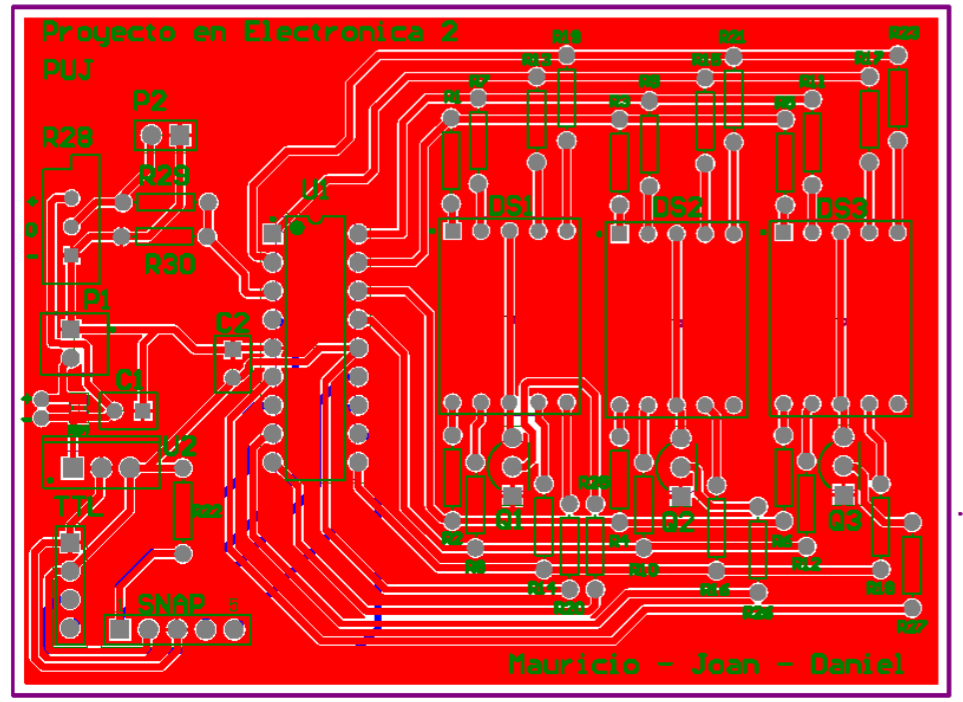 Proyecto en Electronica 2
PUJ
R19
R21
R23
R13
R15
R17
R7
R9
R11
R1
R3
R5
P2
R28
R29
U1
DS1
DS2
DS3
+
0
-
R30
P1
C2
C1
U2
R22
TTL
R26
Q1
Q2
Q3
R2
R4
R6
R8
R10
R12
R14
R16
R18
R20
R26
R27
SNAP
5
Mauricio - Joan - Daniel